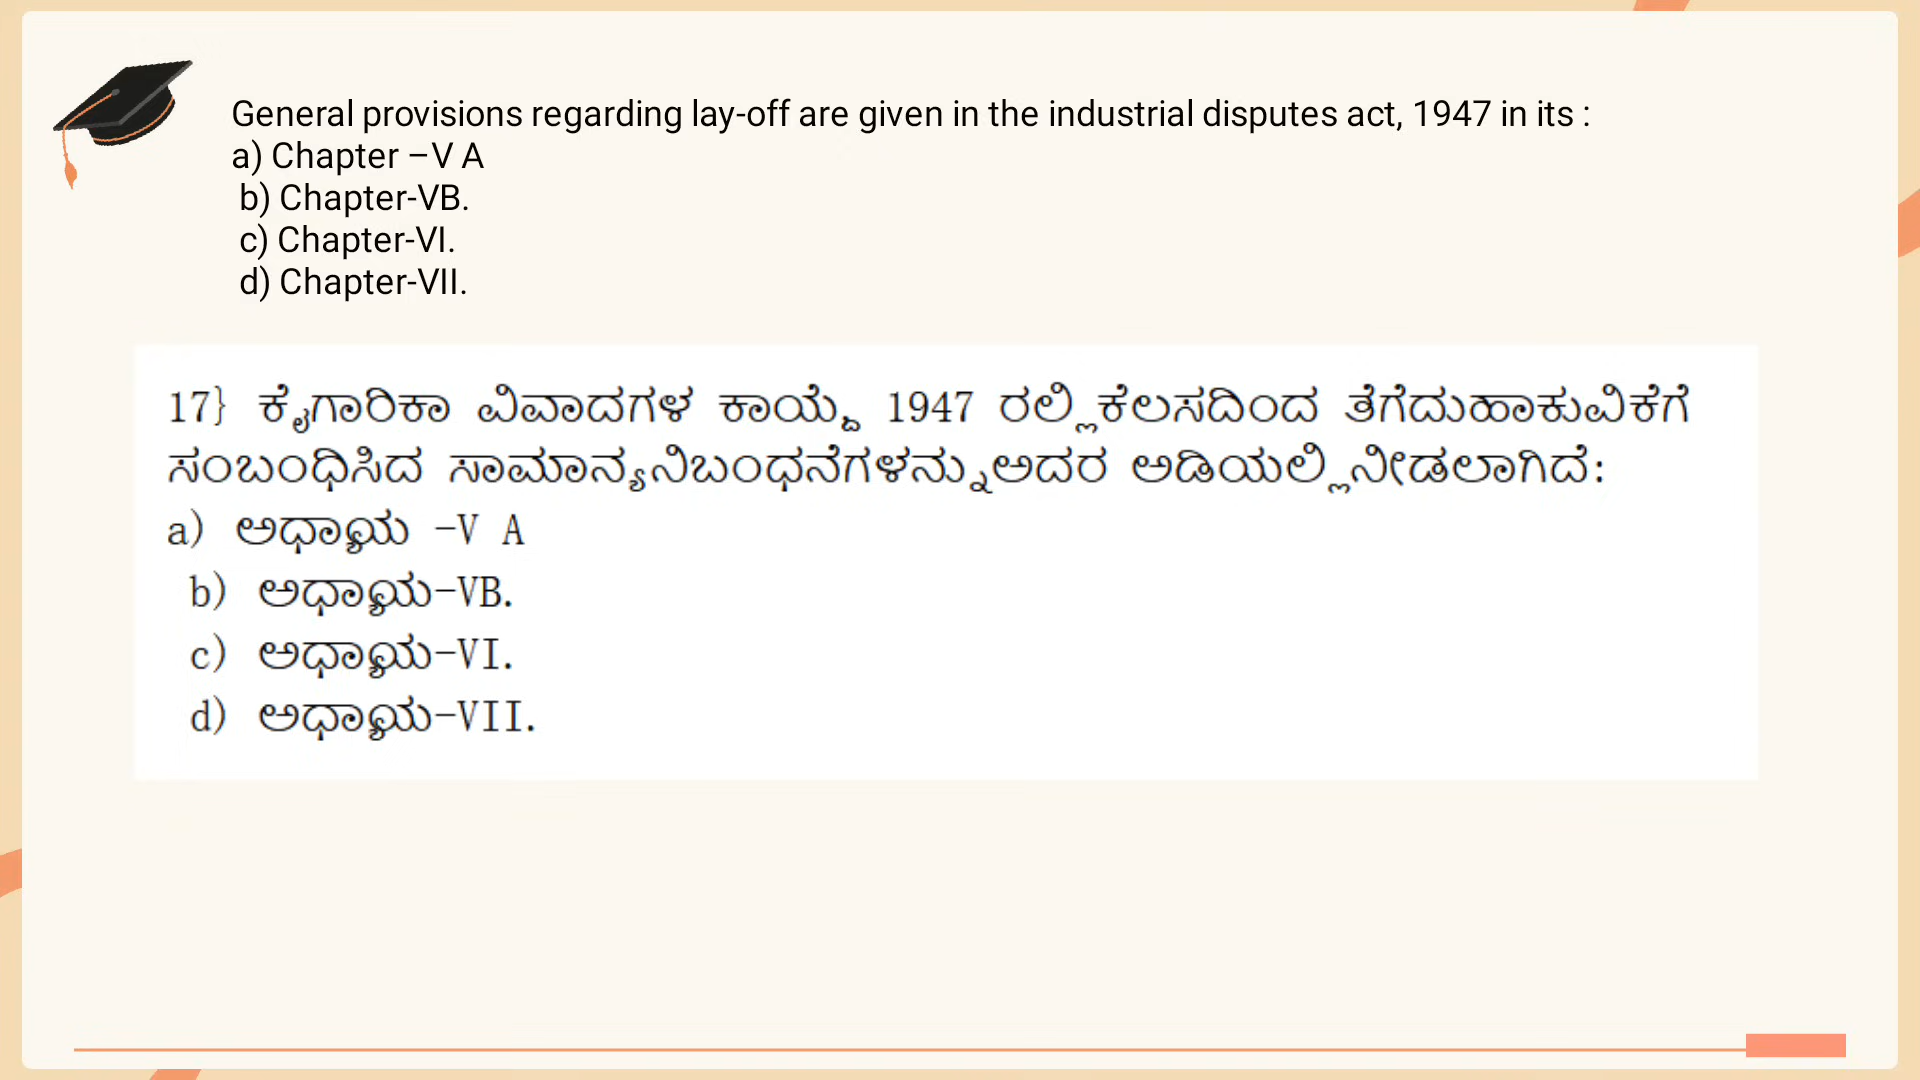 General provisions regarding lay-off are given in the industrial disputes act, 1947 in its :
a) Chapter –V A
b) Chapter-VB.
c) Chapter-VI.
d) Chapter-VII.
17} ಕೈಗಾರಿಕಾ ವಿವಾದಗಳ ಕಾಯ್ದೆ 1947 ರಲ್ಲಿಕೆಲಸದಿಂದ ತೆಗೆದುಹಾಕುವಿಕೆಗೆ
ಸಂಬಂಧಿಸಿದ ಸಾಮಾನ್ಯನಿಬಂಧನೆಗಳನ್ನುಅದರ ಅಡಿಯಲ್ಲಿನೀಡಲಾಗಿದೆ:
a) ಅಧ್ಯಾಯ –V A
b) ಅಧ್ಯಾಯ-VB.
c) ಅಧ್ಯಾಯ-VI.
d) ಅಧ್ಯಾಯ-VII.